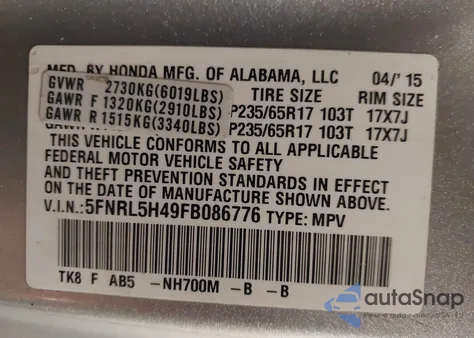 MFD. BY HONDA MFG. OF ALABAMA, LLC 04/'15
GVWR 2730KG(6019LBS) TIRE SIZE RIM SIZE
GAWR F 1320KG(2910LBS) P235/65R17 103T 17X7J
GAWR R 1515KG(3340LBS) P235/65R17 103T 17X7J
THIS VEHICLE CONFORMS TO ALL APPLICABLE
FEDERAL MOTOR VEHICLE SAFETY
AND THEFT PREVENTION STANDARDS IN EFFECT
ON THE DATE OF MANUFACTURE SHOWN ABOVE.
V.I.N.:5FNRL5H49FB086776 TYPE: MPV
TK8 F AB5 -NH700M -B -B
autoSnap